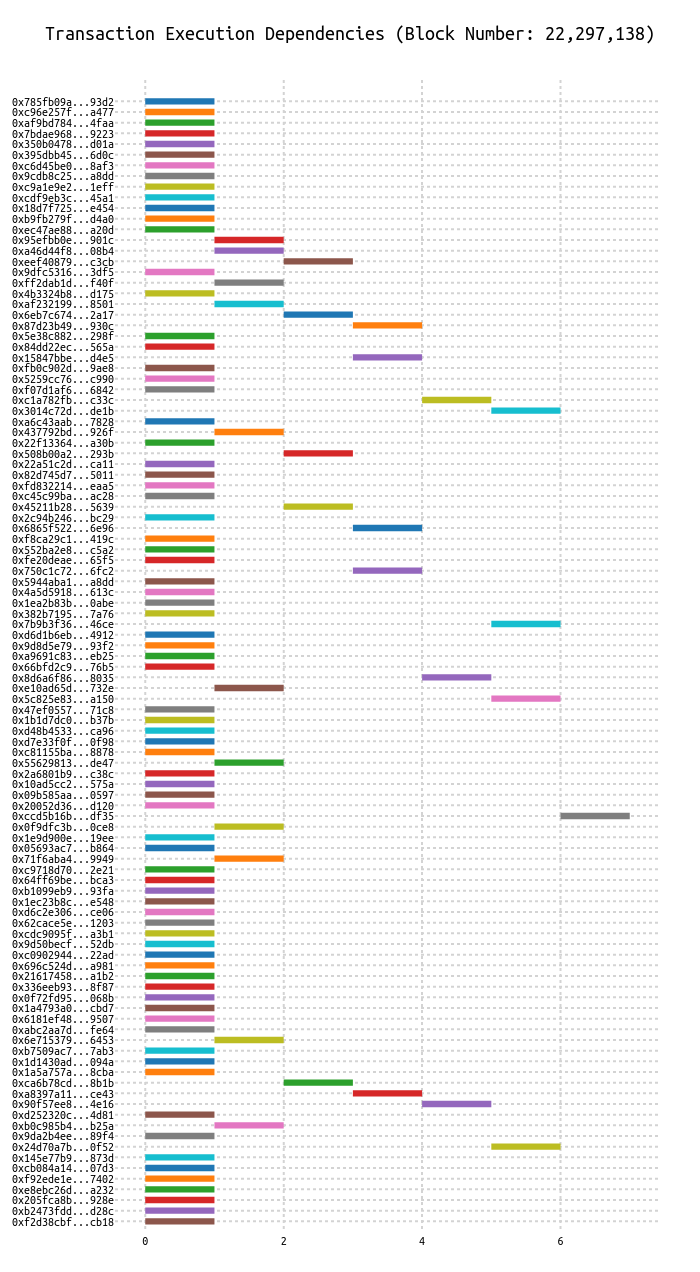 Transaction Execution Dependencies (Block Number: 22,297,138)
0x785fb09a...93d2
0xc96e257f...a477
0xaf9bd784...4faa
0x7bdae968...9223
0x350b0478...d01a
0x395dbb45...6d0c
0xc6d45be0...8af3
0x9cdb8c25...a8dd
0xc9a1e9e2...1eff
0xcdf9eb3c...45a1
0x18d7f725...e454
0xb9fb279f...d4a0
0xec47ae88...a20d
0x95efbb0e...901c
0xa46d44f8...08b4
0xeef40879...c3cb
0x9dfc5316...3df5
0xff2dab1d...f40f
0x4b3324b8...d175
0xaf232199...8501
0x6eb7c674...2a17
0x87d23b49...930c
0x5e38c882...298f
0x84dd22ec...565a
0x15847bbe...d4e5
0xfb0c902d...9ae8
0x5259cc76...c990
0xf07d1af6...6842
0xc1a782fb...c33c
0x3014c72d...de1b
0xa6c43aab...7828
0x437792bd...926f
0x22f13364...a30b
0x508b00a2...293b
0x22a51c2d...ca11
0x82d745d7...5011
0xfd832214...eaa5
0xc45c99ba...ac28
0x45211b28...5639
0x2c94b246...bc29
0x6865f522...6e96
0xf8ca29c1...419c
0x552ba2e8...c5a2
0xfe20deae...65f5
0x750c1c72...6fc2
0x5944aba1...a8dd
0x4a5d5918...613c
0x1ea2b83b...0abe
0x382b7195...7a76
0x7b9b3f36...46ce
0xd6d1b6eb...4912
0x9d8d5e79...93f2
0xa9691c83...eb25
0x66bfd2c9...76b5
0x8d6a6f86...8035
0xe10ad65d...732e
0x5c825e83...a150
0x47ef0557...71c8
0x1b1d7dc0...b37b
0xd48b4533...ca96
0xd7e33f0f...0f98
0xc81155ba...8878
0x55629813...de47
0x2a6801b9...c38c
0x10ad5cc2...575a
0x09b585aa...0597
0x20052d36...d120
0xccd5b16b...df35
0x0f9dfc3b...0ce8
0x1e9d900e...19ee
0x05693ac7...b864
0x71f6aba4...9949
0xc9718d70...2e21
0x64ff69be...bca3
0xb1099eb9...93fa
0x1ec23b8c...e548
0xd6c2e306...ce06
0x62cace5e...1203
0xcdc9095f...a3b1
0x9d50becf...52db
0xc0902944...22ad
0x696c524d...a981
0x21617458...a1b2
0x336eeb93...8f87
0x0f72fd95...068b
0x1a4793a0...cbd7
0x6181ef48...9507
0xabc2aa7d...fe64
0x6e715379...6453
0xb7509ac7...7ab3
0x1d1430ad...094a
0x1a5a757a...8cba
0xca6b78cd...8b1b
0xa8397a11...ce43
0x90f57ee8...4e16
0xd252320c...4d81
0xb0c985b4...b25a
0x9da2b4ee...89f4
0x24d70a7b...0f52
0x145e77b9...873d
0xcb084a14...07d3
0xf92ede1e...7402
0xe8ebc26d...a232
0x205fca8b...928e
0xb2473fdd...d28c
0xf2d38cbf...cb18
0 2 4 6